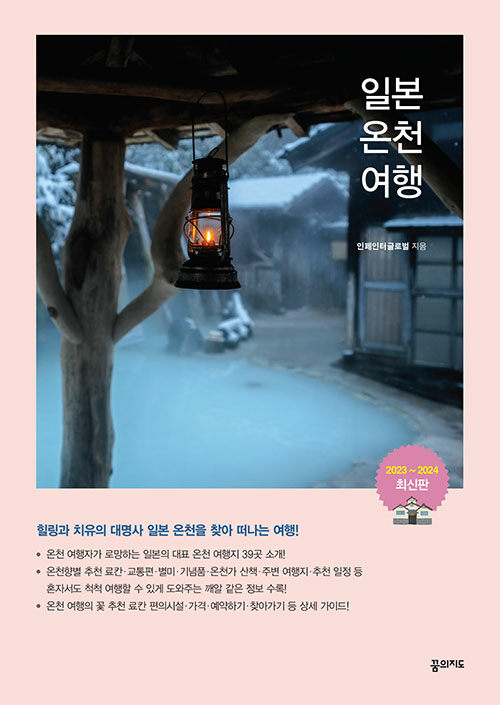 일본
온천
여행
인페인터글로벌 지음
2023 ~ 2024
최신판
힐링과 치유의 대명사 일본 온천을 찾아 떠나는 여행!
● 온천 여행자가 로망하는 일본의 대표 온천 여행지 39곳 소개!
● 온천향별 추천 료칸·교통편·별미·기념품·온천가 산책·주변 여행지·추천 일정 등
혼자서도 척척 여행할 수 있게 도와주는 깨알 같은 정보 수록!
● 온천 여행의 꽃 추천 료칸 편의시설·가격·예약하기·찾아가기 등 상세 가이드!
꿈의지도